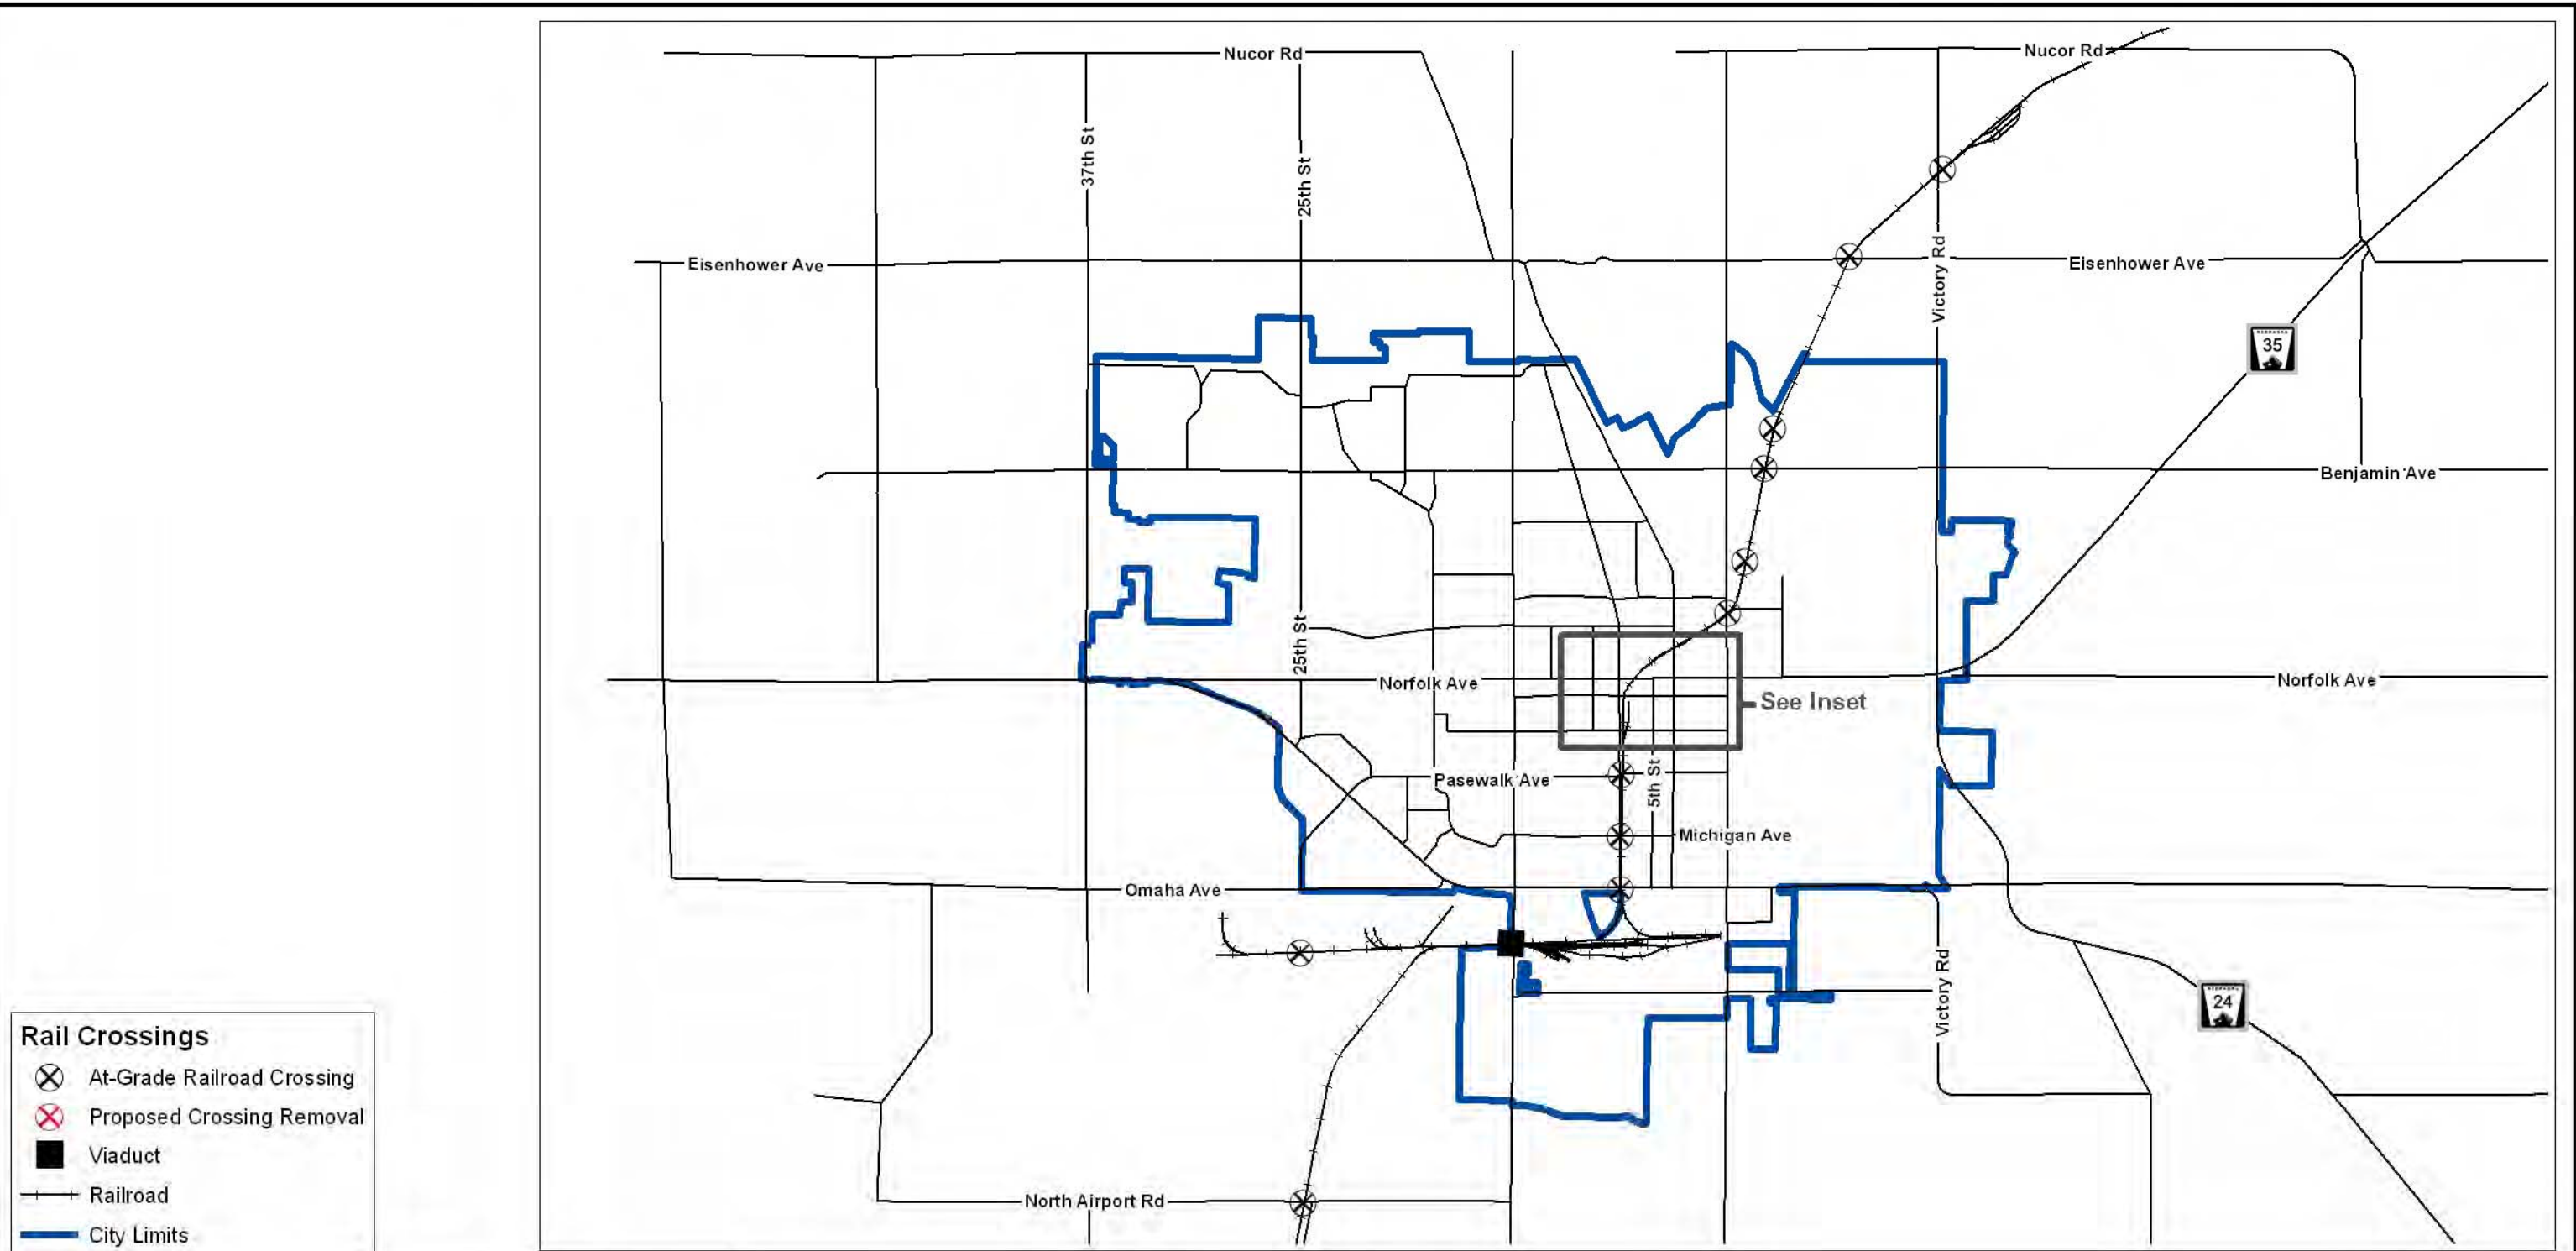 Nucor Rd
Nucor Rd
37th St
25th St
Eisenhower Ave
Victory Rd
Eisenhower Ave
35
Benjamin Ave
25th St
Norfolk Ave
Norfolk Ave
See Inset
Pasewalk Ave
5th St
Michigan Ave
Omaha Ave
Victory Rd
24
North Airport Rd
Rail Crossings
At-Grade Railroad Crossing
Proposed Crossing Removal
Viaduct
Railroad
City Limits